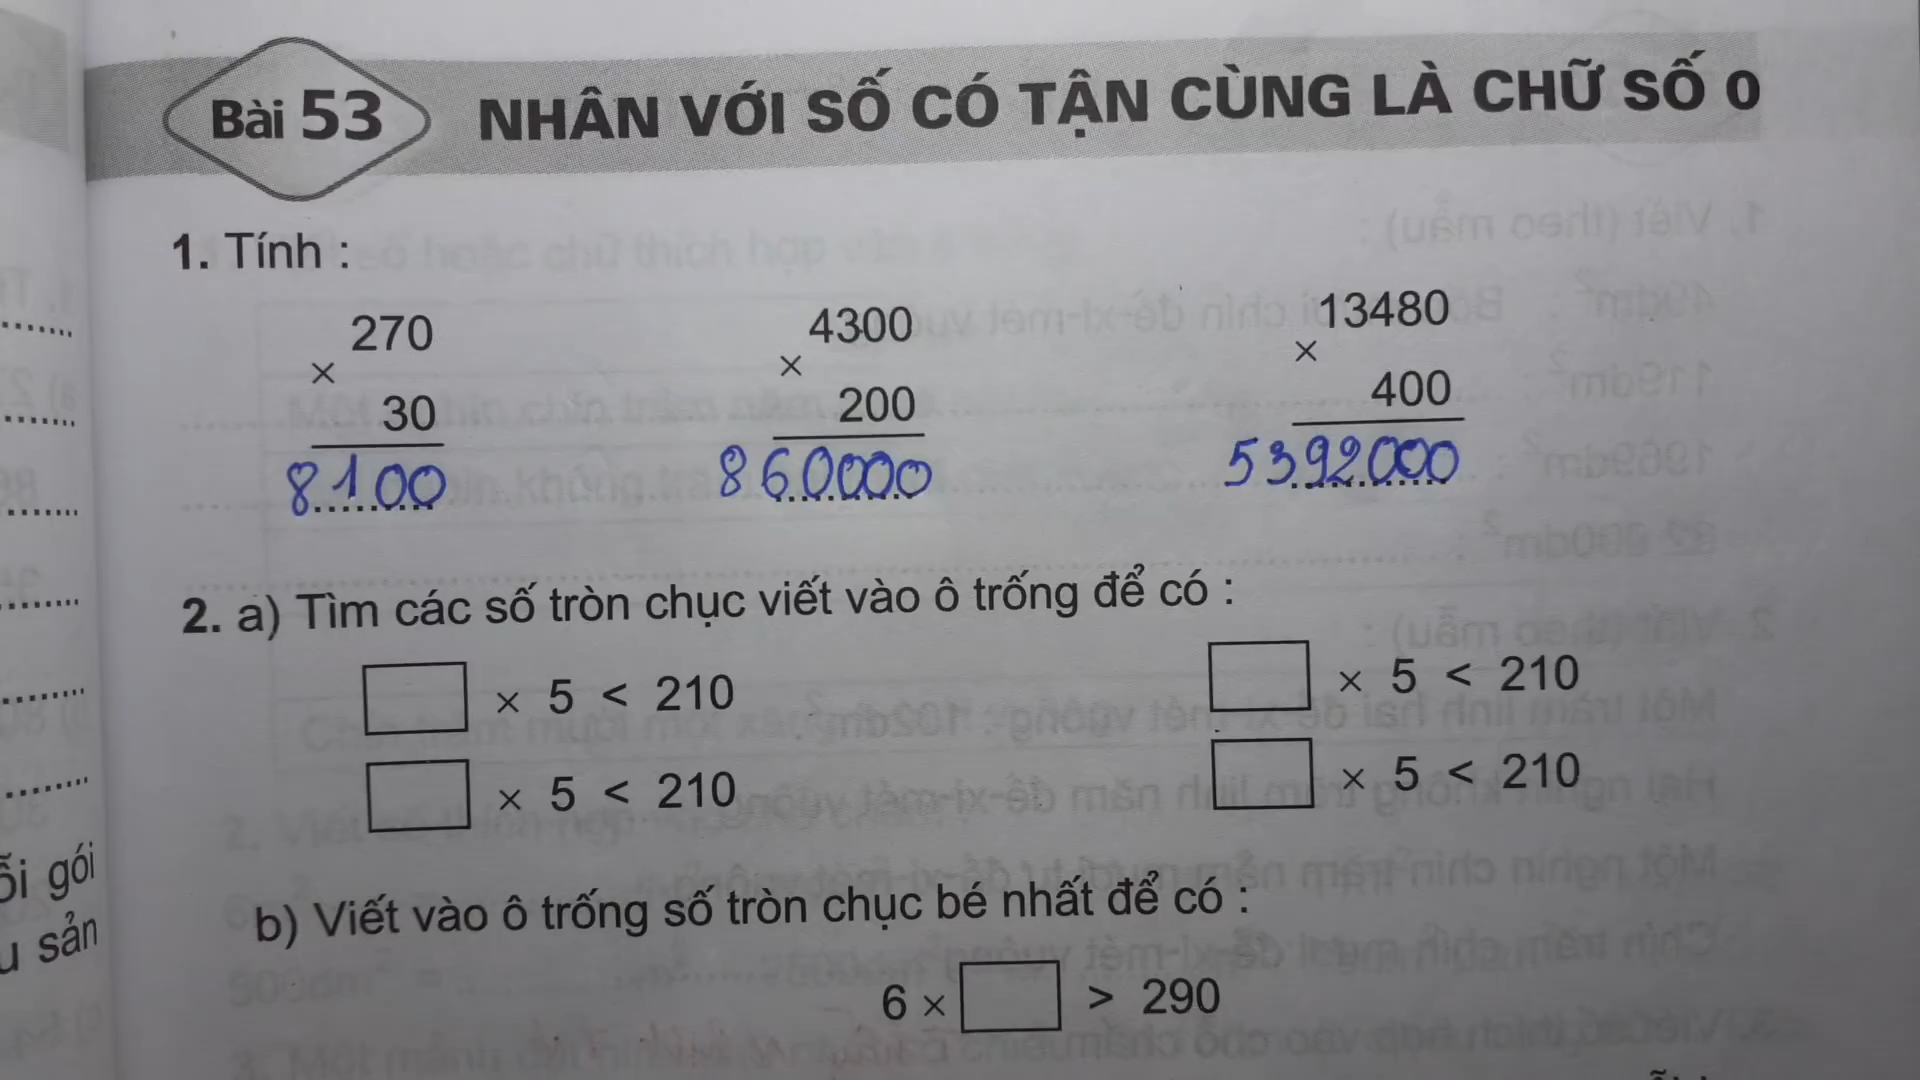 Bài 53 NHÂN VỚI SỐ CÓ TẬN CÙNG LÀ CHỮ SỐ 0
1. Tính :
270 4300 13480
× × ×
30 200 400
8100 860000 5392000
2. a) Tìm các số tròn chục viết vào ô trống để có :
× 5 < 210 × 5 < 210
× 5 < 210 × 5 < 210
ỗi gói
b) Viết vào ô trống số tròn chục bé nhất để có :
u sản
6 × > 290